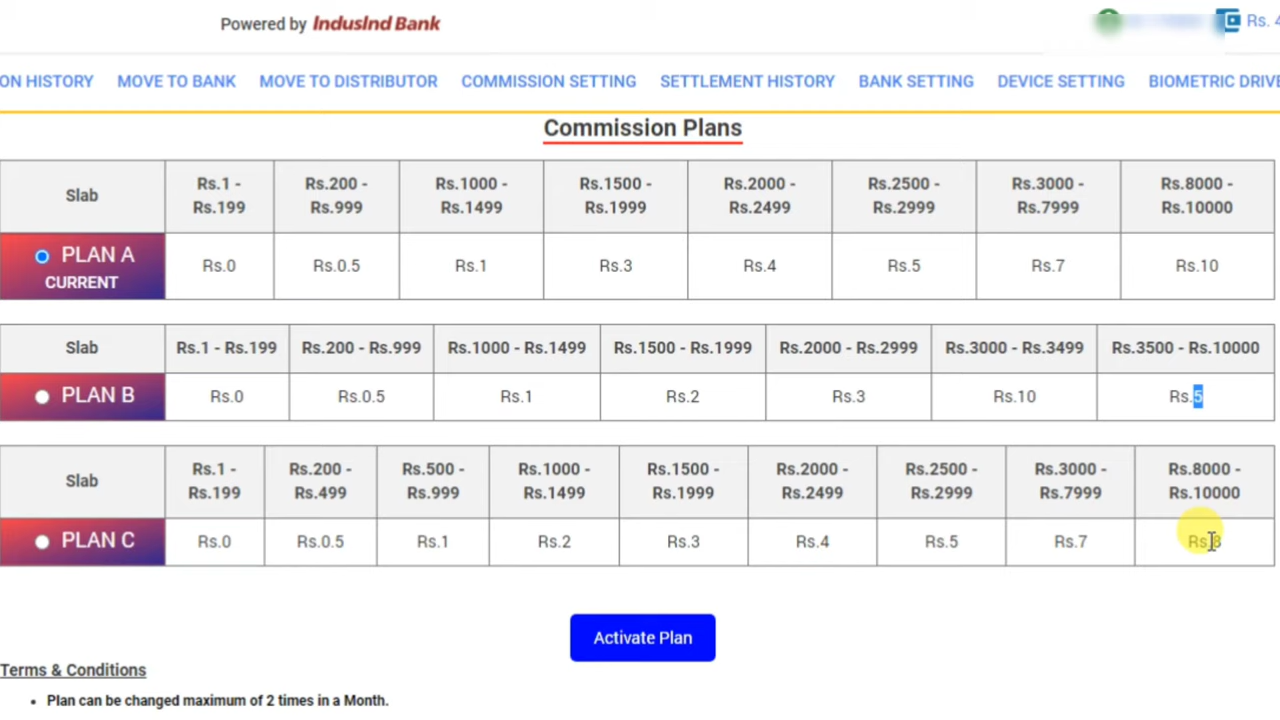 Powered by IndusInd Bank
Rs. 4
ON HISTORY MOVE TO BANK MOVE TO DISTRIBUTOR COMMISSION SETTING SETTLEMENT HISTORY BANK SETTING DEVICE SETTING BIOMETRIC DRIVE
Commission Plans
Slab Rs.1 - Rs.199 Rs.200 - Rs.999 Rs.1000 - Rs.1499 Rs.1500 - Rs.1999 Rs.2000 - Rs.2499 Rs.2500 - Rs.2999 Rs.3000 - Rs.7999 Rs.8000 - Rs.10000
PLAN A CURRENT Rs.0 Rs.0.5 Rs.1 Rs.3 Rs.4 Rs.5 Rs.7 Rs.10
Slab Rs.1 - Rs.199 Rs.200 - Rs.999 Rs.1000 - Rs.1499 Rs.1500 - Rs.1999 Rs.2000 - Rs.2999 Rs.3000 - Rs.3499 Rs.3500 - Rs.10000
PLAN B Rs.0 Rs.0.5 Rs.1 Rs.2 Rs.3 Rs.10 Rs.5
Slab Rs.1 - Rs.199 Rs.200 - Rs.499 Rs.500 - Rs.999 Rs.1000 - Rs.1499 Rs.1500 - Rs.1999 Rs.2000 - Rs.2499 Rs.2500 - Rs.2999 Rs.3000 - Rs.7999 Rs.8000 - Rs.10000
PLAN C Rs.0 Rs.0.5 Rs.1 Rs.2 Rs.3 Rs.4 Rs.5 Rs.7 Rs.8
Activate Plan
Terms & Conditions
• Plan can be changed maximum of 2 times in a Month.